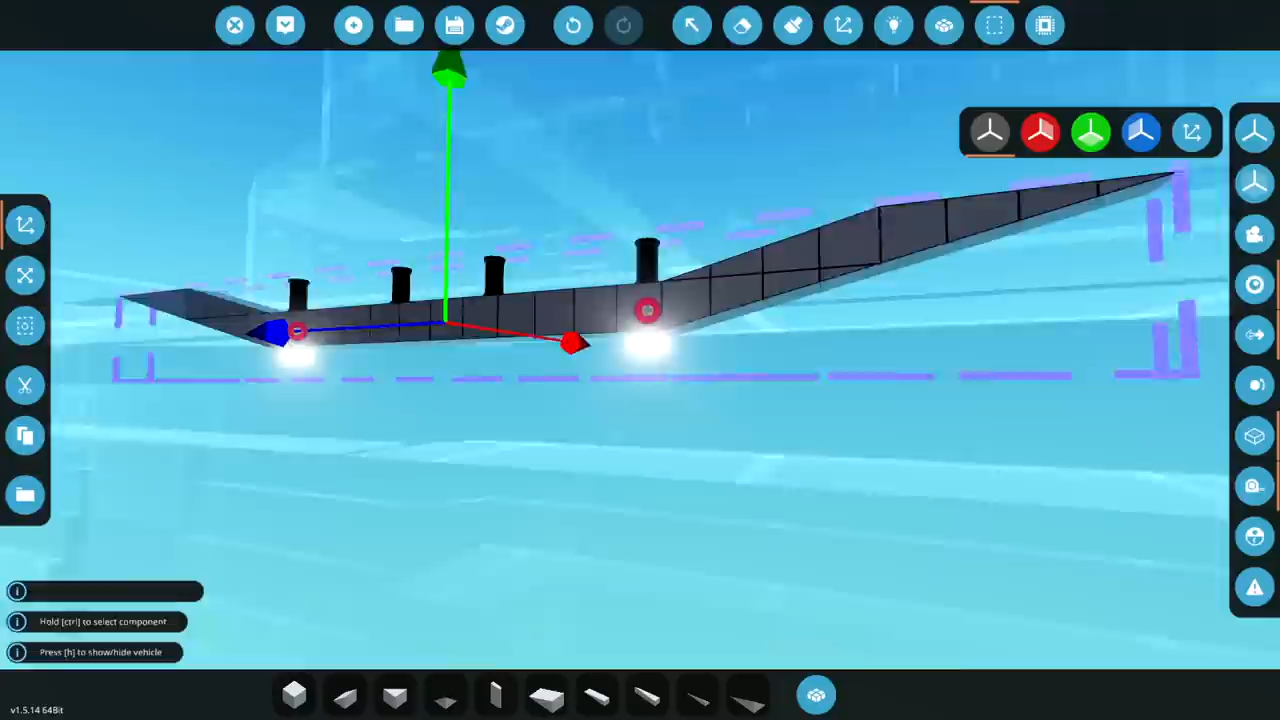 Hold [ctrl] to select component
Press [h] to show/hide vehicle
v1.5.14 64Bit